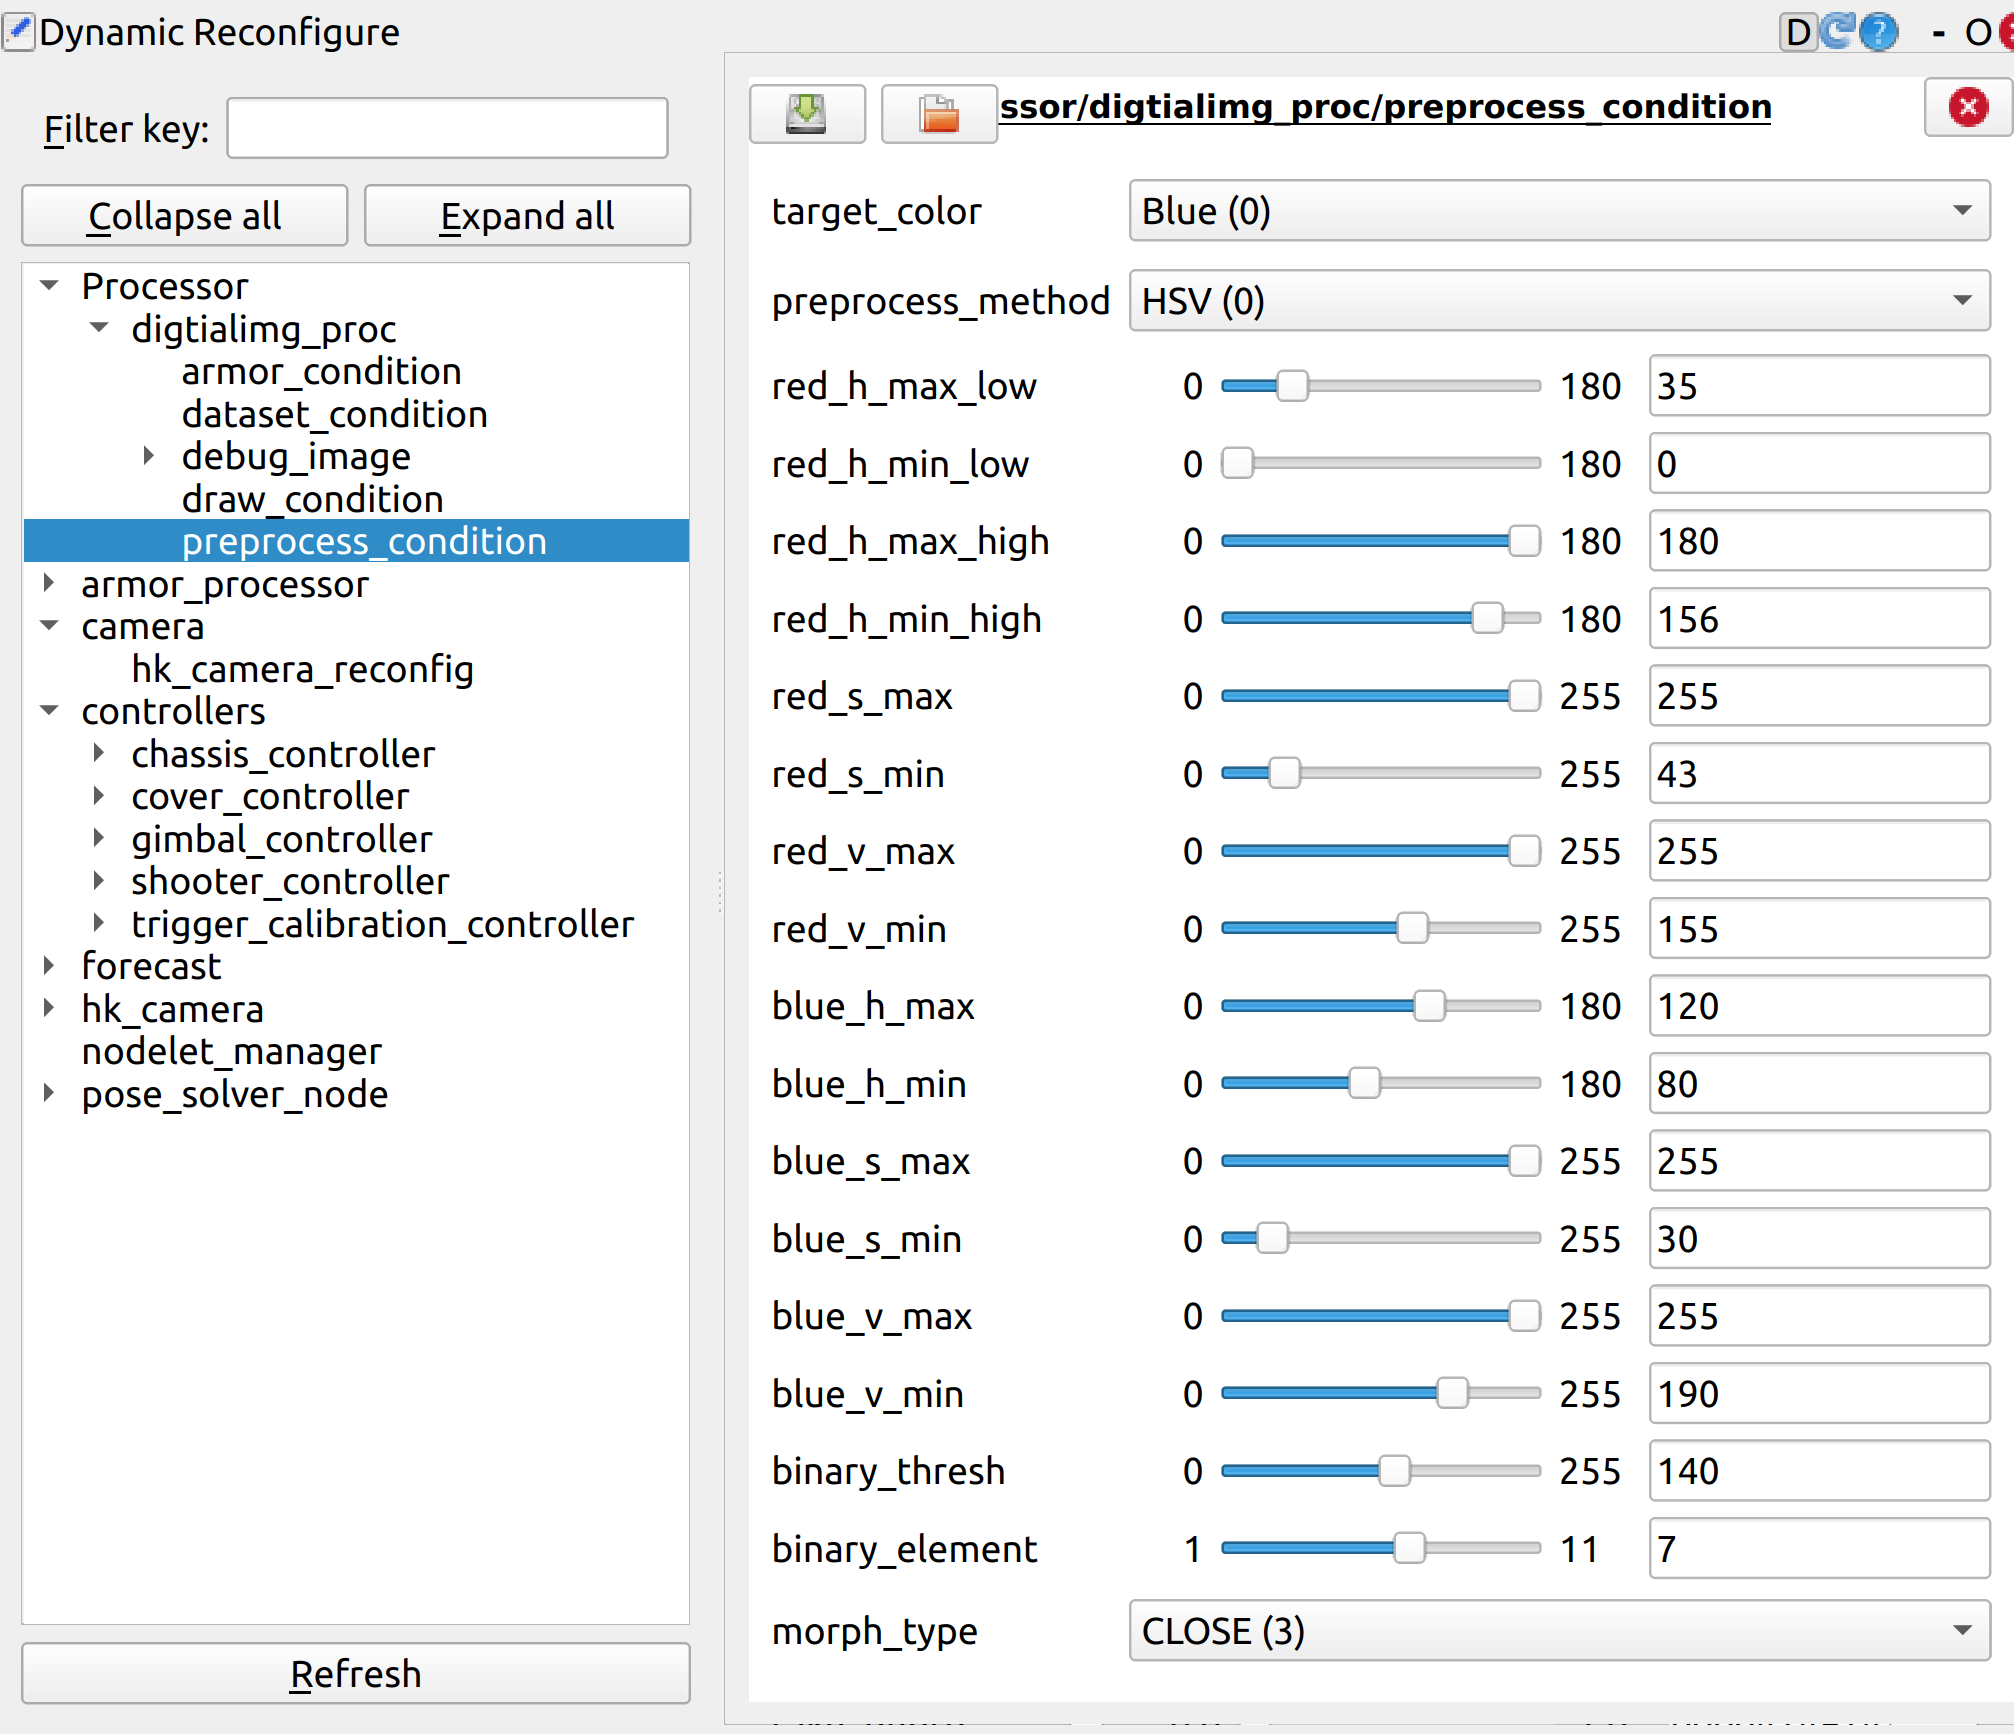 Dynamic Reconfigure
D - O
Filter key:
Collapse all Expand all
Processor
digtialimg_proc
armor_condition
dataset_condition
debug_image
draw_condition
preprocess_condition
armor_processor
camera
hk_camera_reconfig
controllers
chassis_controller
cover_controller
gimbal_controller
shooter_controller
trigger_calibration_controller
forecast
hk_camera
nodelet_manager
pose_solver_node
Refresh
ssor/digtialimg_proc/preprocess_condition
target_color Blue (0)
preprocess_method HSV (0)
red_h_max_low 0 180 35
red_h_min_low 0 180 0
red_h_max_high 0 180 180
red_h_min_high 0 180 156
red_s_max 0 255 255
red_s_min 0 255 43
red_v_max 0 255 255
red_v_min 0 255 155
blue_h_max 0 180 120
blue_h_min 0 180 80
blue_s_max 0 255 255
blue_s_min 0 255 30
blue_v_max 0 255 255
blue_v_min 0 255 190
binary_thresh 0 255 140
binary_element 1 11 7
morph_type CLOSE (3)